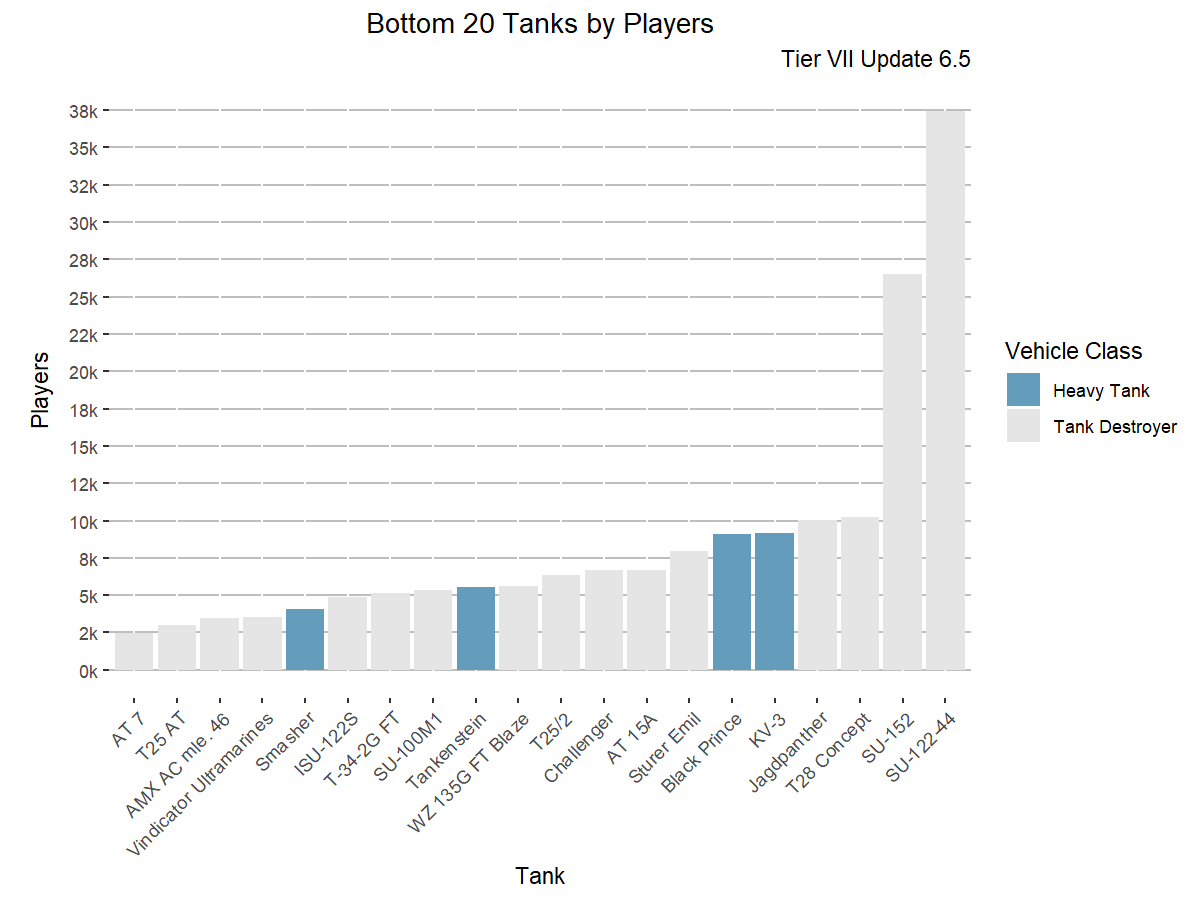 Bottom 20 Tanks by Players
Tier VII Update 6.5
38k
35k
32k
30k
28k
25k
22k
20k
18k
15k
12k
10k
8k
5k
2k
0k
Players
AT 7
T25 AT
AMX AC mle. 46
Vindicator Ultramarines
Smasher
ISU-122S
T-34-2G FT
SU-100M1
Tankenstein
WZ 135G FT Blaze
T25/2
Challenger
AT 15A
Sturer Emil
Black Prince
KV-3
Jagdpanther
T28 Concept
SU-152
SU-122-44
Tank
Vehicle Class
Heavy Tank
Tank Destroyer